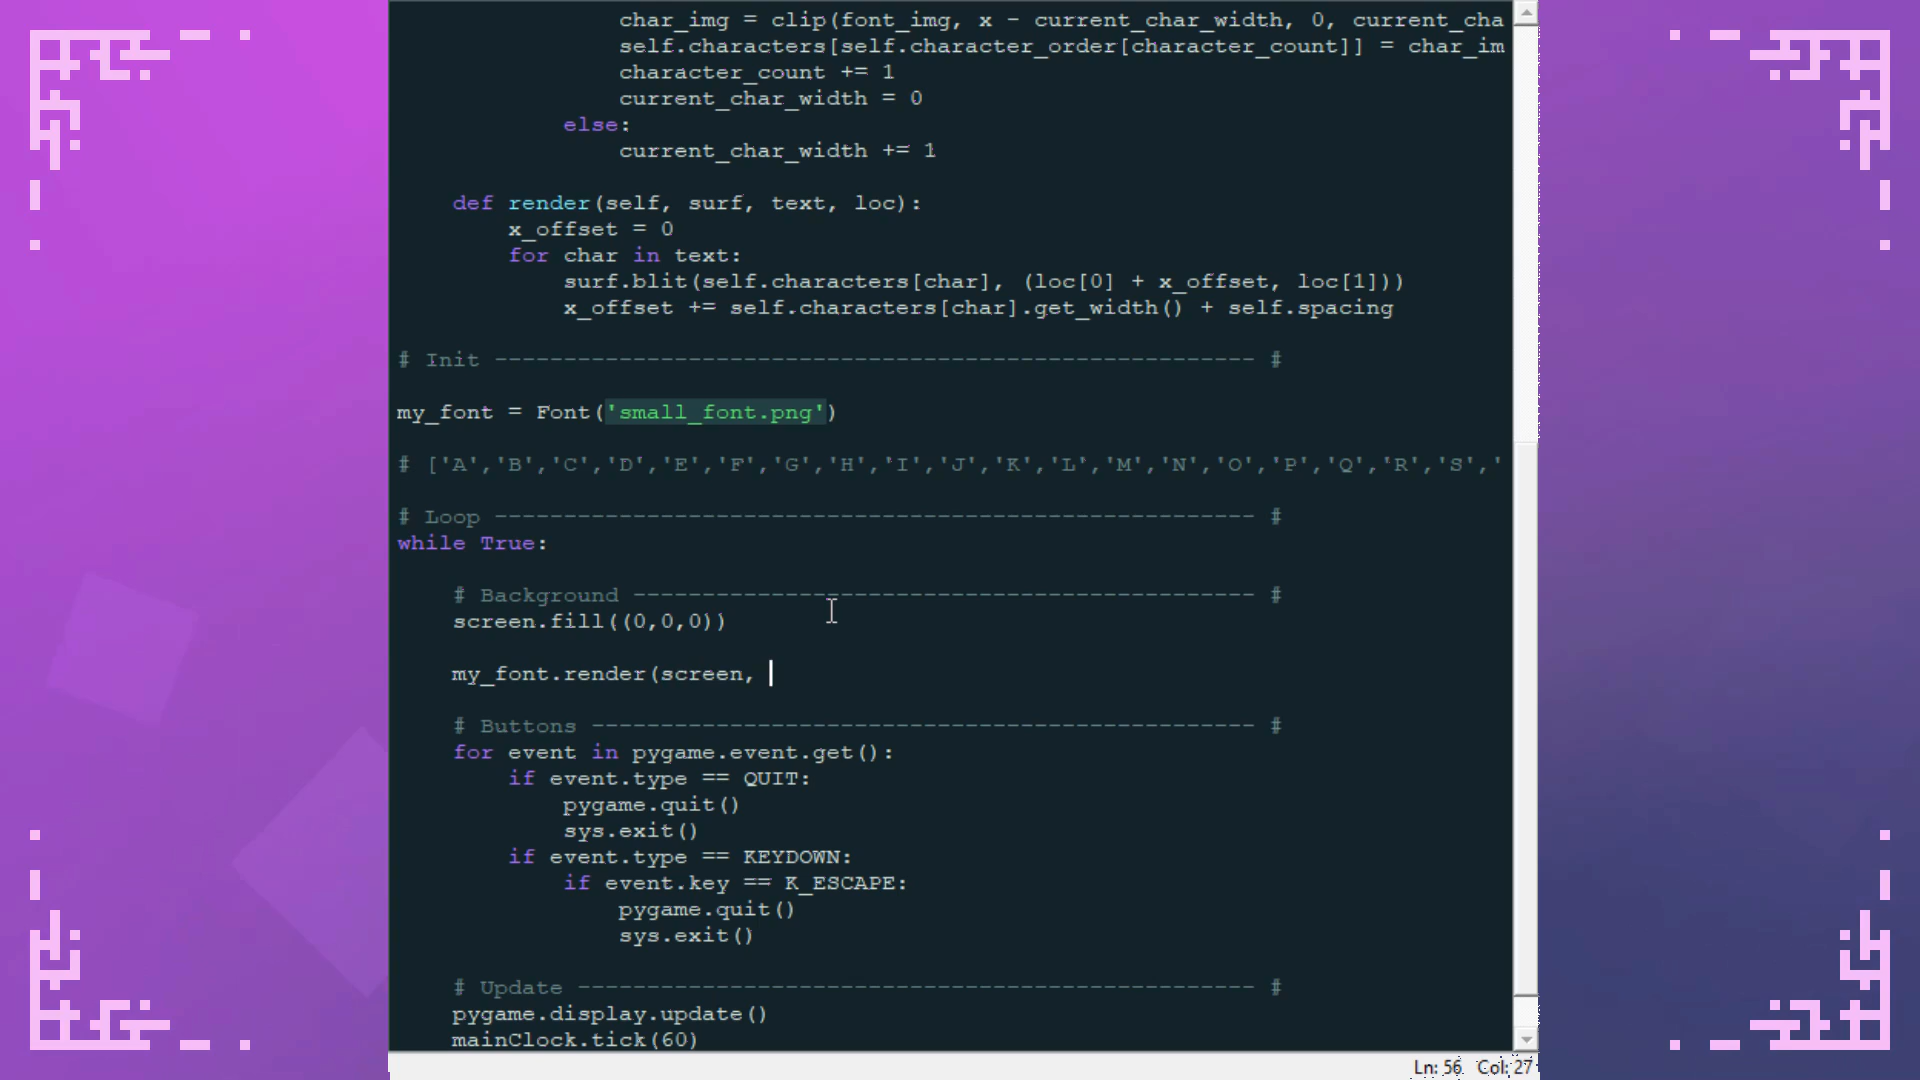 char_img = clip(font_img, x - current_char_width, 0, current_cha
self.characters[self.character_order[character_count]] = char_im
character_count += 1
current_char_width = 0
else:
current_char_width += 1
def render(self, surf, text, loc):
x_offset = 0
for char in text:
surf.blit(self.characters[char], (loc[0] + x_offset, loc[1]))
x_offset += self.characters[char].get_width() + self.spacing
# Init ------------------------------------------------------- #
my_font = Font('small_font.png')
# ['A','B','C','D','E','F','G','H','I','J','K','L','M','N','O','P','Q','R','S','
# Loop ------------------------------------------------------- #
while True:
# Background --------------------------------------------- #
screen.fill((0,0,0))
my_font.render(screen,
# Buttons ------------------------------------------------ #
for event in pygame.event.get():
if event.type == QUIT:
pygame.quit()
sys.exit()
if event.type == KEYDOWN:
if event.key == K_ESCAPE:
pygame.quit()
sys.exit()
# Update ------------------------------------------------- #
pygame.display.update()
mainClock.tick(60)
Ln: 56 Col: 27